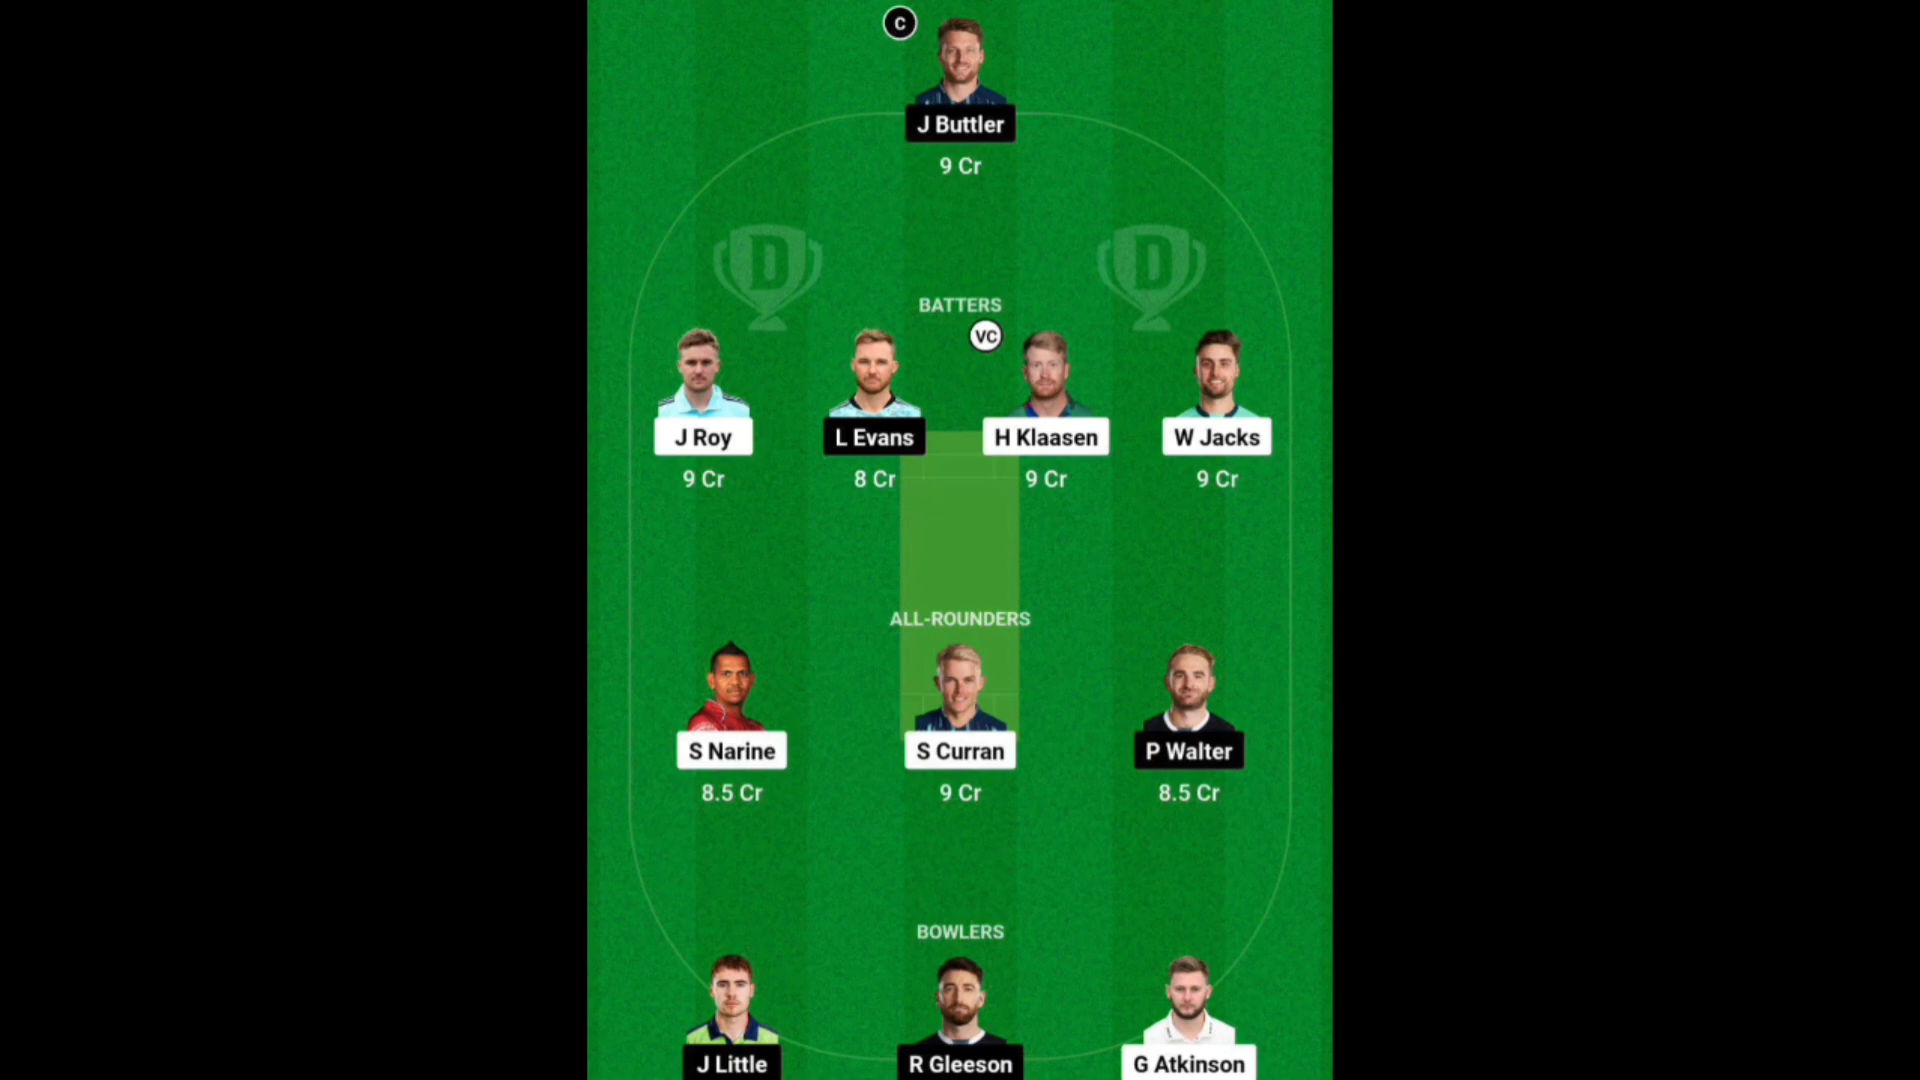 C
J Buttler
9 Cr
D D
BATTERS
VC
J Roy L Evans H Klaasen W Jacks
9 Cr 8 Cr 9 Cr 9 Cr
ALL-ROUNDERS
S Narine S Curran P Walter
8.5 Cr 9 Cr 8.5 Cr
BOWLERS
J Little R Gleeson G Atkinson